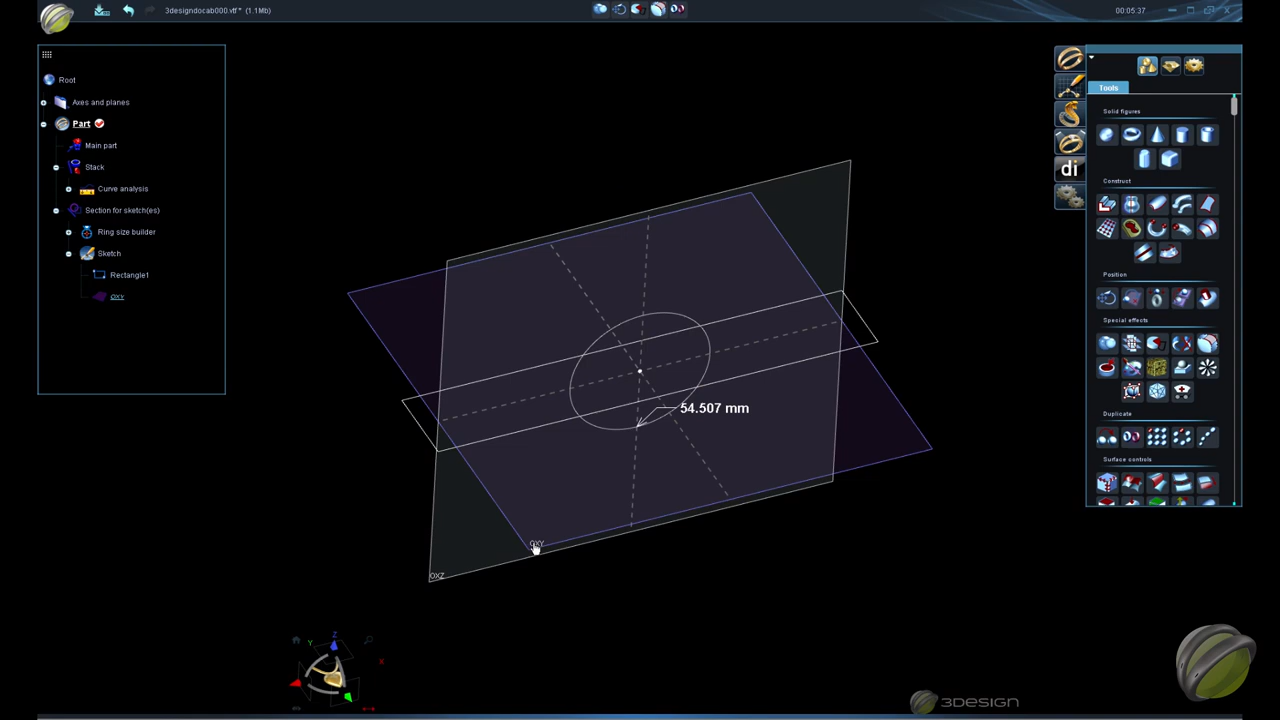 3designdocab000.vtf* (1.1Mb)
00:05:37
Root
Axes and planes
Part
Main part
Stack
Curve analysis
Section for sketch(es)
Ring size builder
Sketch
Rectangle1
OXY
di
Tools
Solid figures
Construct
Position
Special effects
Duplicate
Surface controls
54.507 mm
OXY
OXZ
Y
Z
X
3DESIGN